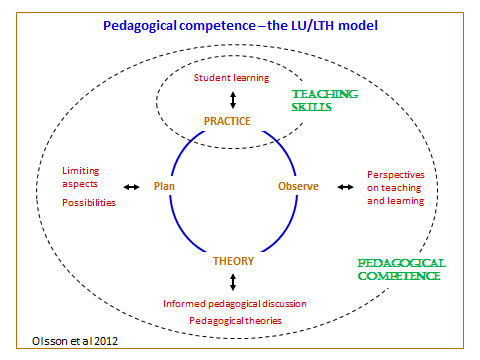 Pedagogical competence – the LU/LTH model
Student learning
TEACHING
SKILLS
PRACTICE
Limiting
aspects
Possibilities
Plan
Observe
Perspectives
on teaching
and learning
THEORY
PEDAGOGICAL
COMPETENCE
Informed pedagogical discussion
Pedagogical theories
Olsson et al 2012